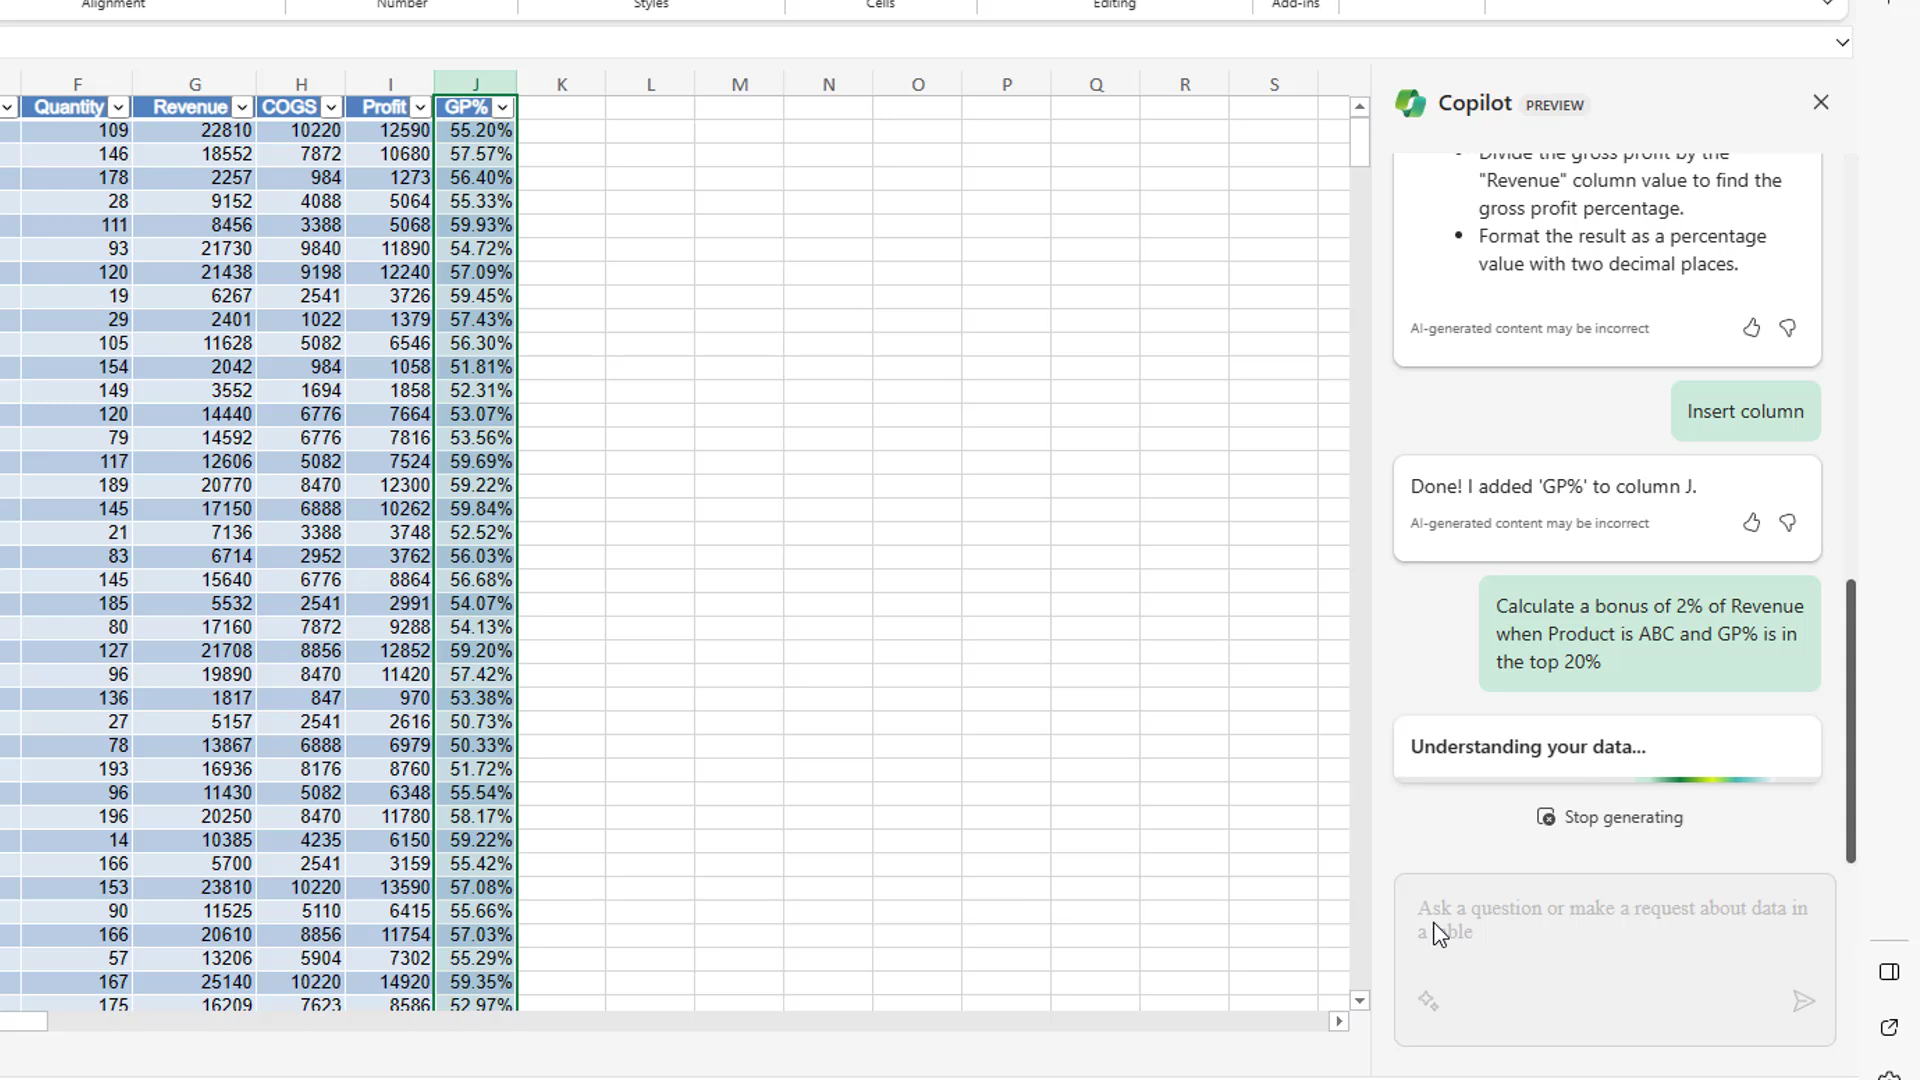 Alignment Number Styles Cells Editing Add-ins
F G H I J K L M N O P Q R S
Quantity Revenue COGS Profit GP%
109 22810 10220 12590 55.20%
146 18552 7872 10680 57.57%
178 2257 984 1273 56.40%
28 9152 4088 5064 55.33%
111 8456 3388 5068 59.93%
93 21730 9840 11890 54.72%
120 21438 9198 12240 57.09%
19 6267 2541 3726 59.45%
29 2401 1022 1379 57.43%
105 11628 5082 6546 56.30%
154 2042 984 1058 51.81%
149 3552 1694 1858 52.31%
120 14440 6776 7664 53.07%
79 14592 6776 7816 53.56%
117 12606 5082 7524 59.69%
189 20770 8470 12300 59.22%
145 17150 6888 10262 59.84%
21 7136 3388 3748 52.52%
83 6714 2952 3762 56.03%
145 15640 6776 8864 56.68%
185 5532 2541 2991 54.07%
80 17160 7872 9288 54.13%
127 21708 8856 12852 59.20%
96 19890 8470 11420 57.42%
136 1817 847 970 53.38%
27 5157 2541 2616 50.73%
78 13867 6888 6979 50.33%
193 16936 8176 8760 51.72%
96 11430 5082 6348 55.54%
196 20250 8470 11780 58.17%
14 10385 4235 6150 59.22%
166 5700 2541 3159 55.42%
153 23810 10220 13590 57.08%
90 11525 5110 6415 55.66%
166 20610 8856 11754 57.03%
57 13206 5904 7302 55.29%
167 25140 10220 14920 59.35%
175 16209 7623 8586 52.97%
Copilot PREVIEW
• Divide the gross profit by the
"Revenue" column value to find the
gross profit percentage.
• Format the result as a percentage
value with two decimal places.
AI-generated content may be incorrect
Insert column
Done! I added 'GP%' to column J.
AI-generated content may be incorrect
Calculate a bonus of 2% of Revenue
when Product is ABC and GP% is in
the top 20%
Understanding your data...
Stop generating
Ask a question or make a request about data in
a table